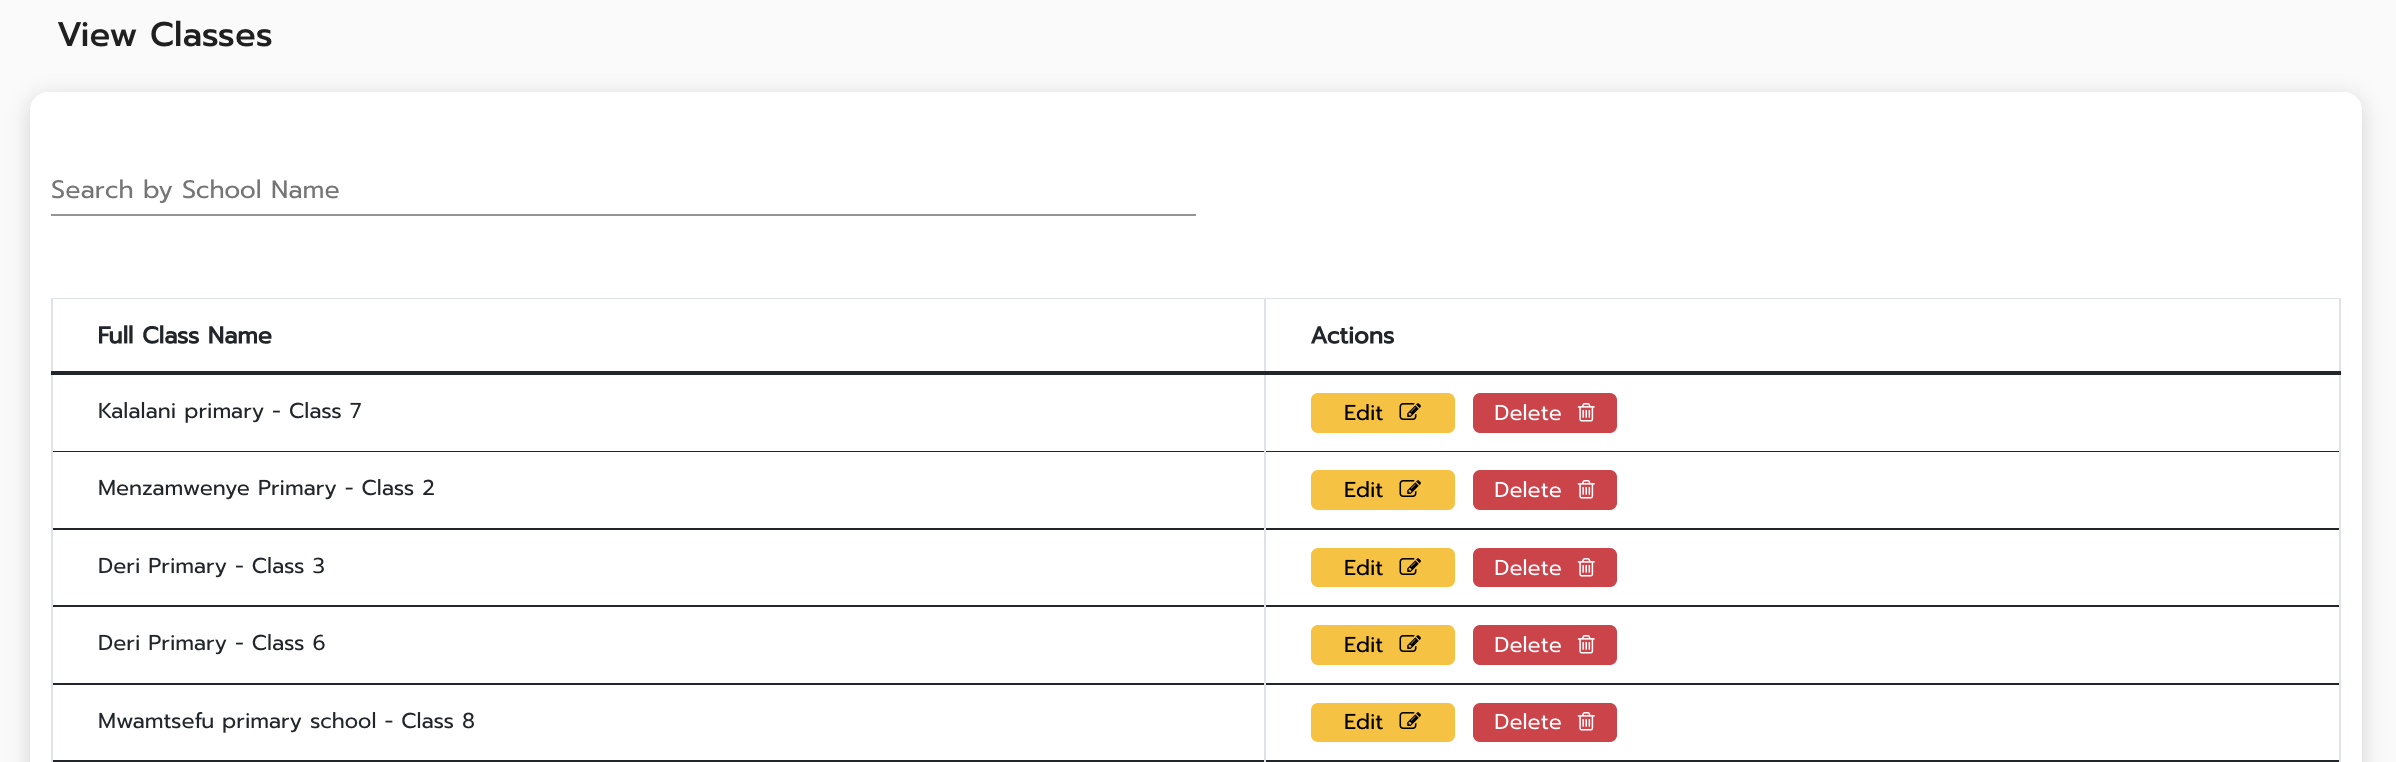 View Classes
Search by School Name
Full Class Name Actions
Kalalani primary - Class 7 Edit Delete
Menzamwenye Primary - Class 2 Edit Delete
Deri Primary - Class 3 Edit Delete
Deri Primary - Class 6 Edit Delete
Mwamtsefu primary school - Class 8 Edit Delete